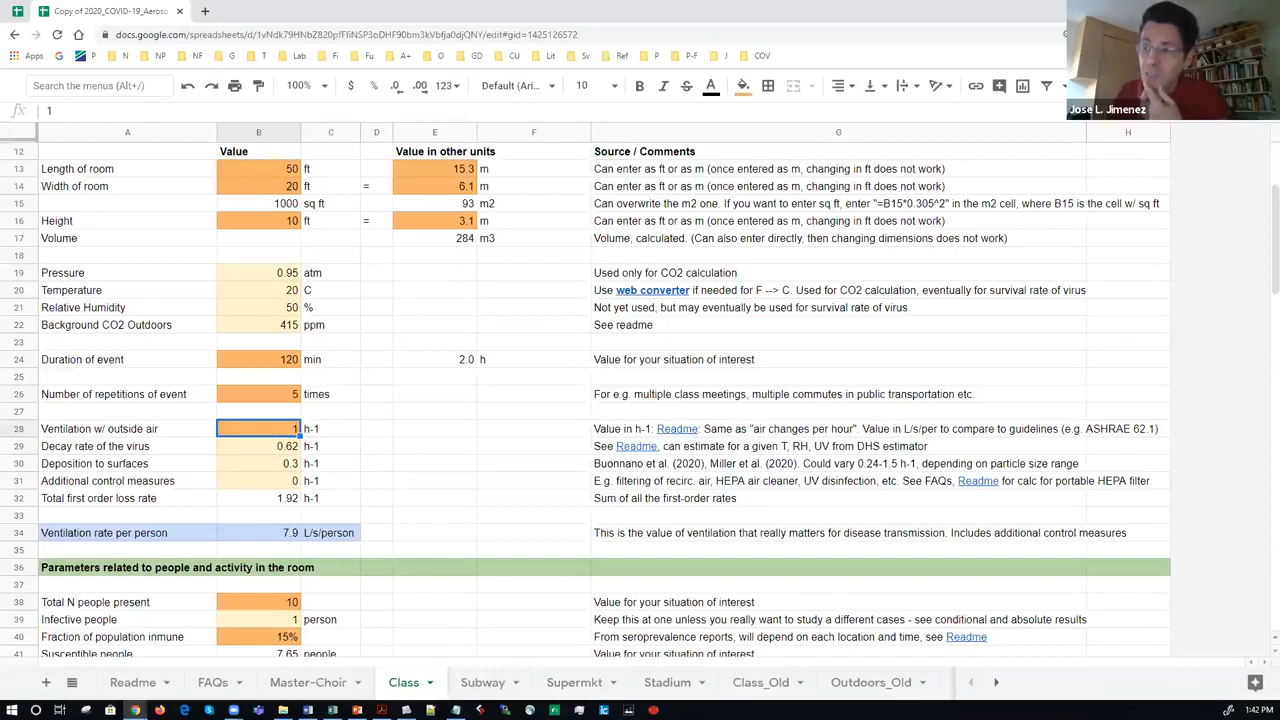 Copy of 2020_COVID-19_Aeroso
docs.google.com/spreadsheets/d/1vNdk79HNbZ820pfFfiNSP3oDHF90bm3kVbfja0djQNY/edit#gid=1425126572
Apps P N NP NF G T Lab Fi Fu A+ O GD CU Lit Sv Ref P P-F J COV
Jose L. Jimenez
Search the menus (Alt+/) 100% $ % .0 .00 123 Default (Ari... 10 B I S A
fx 1
A B C D E F G H
12 Value Value in other units Source / Comments
13 Length of room 50 ft 15.3 m Can enter as ft or as m (once entered as m, changing in ft does not work)
14 Width of room 20 ft = 6.1 m Can enter as ft or as m (once entered as m, changing in ft does not work)
15 1000 sq ft 93 m2 Can overwrite the m2 one. If you want to enter sq ft, enter "=B15*0.305^2" in the m2 cell, where B15 is the cell w/ sq ft
16 Height 10 ft = 3.1 m Can enter as ft or as m (once entered as m, changing in ft does not work)
17 Volume 284 m3 Volume, calculated. (Can also enter directly, then changing dimensions does not work)
18
19 Pressure 0.95 atm Used only for CO2 calculation
20 Temperature 20 C Use web converter if needed for F --> C. Used for CO2 calculation, eventually for survival rate of virus
21 Relative Humidity 50 % Not yet used, but may eventually be used for survival rate of virus
22 Background CO2 Outdoors 415 ppm See readme
23
24 Duration of event 120 min 2.0 h Value for your situation of interest
25
26 Number of repetitions of event 5 times For e.g. multiple class meetings, multiple commutes in public transportation etc.
27
28 Ventilation w/ outside air 1 h-1 Value in h-1: Readme: Same as "air changes per hour". Value in L/s/per to compare to guidelines (e.g. ASHRAE 62.1)
29 Decay rate of the virus 0.62 h-1 See Readme, can estimate for a given T, RH, UV from DHS estimator
30 Deposition to surfaces 0.3 h-1 Buonnano et al. (2020), Miller et al. (2020). Could vary 0.24-1.5 h-1, depending on particle size range
31 Additional control measures 0 h-1 E.g. filtering of recirc. air, HEPA air cleaner, UV disinfection, etc. See FAQs, Readme for calc for portable HEPA filter
32 Total first order loss rate 1.92 h-1 Sum of all the first-order rates
33
34 Ventilation rate per person 7.9 L/s/person This is the value of ventilation that really matters for disease transmission. Includes additional control measures
35
36 Parameters related to people and activity in the room
37
38 Total N people present 10 Value for your situation of interest
39 Infective people 1 person Keep this at one unless you really want to study a different cases - see conditional and absolute results
40 Fraction of population inmune 15% From seroprevalence reports, will depend on each location and time, see Readme
41 Susceptible people 7.65 people Value for your situation of interest
Readme FAQs Master-Choir Class Subway Supermkt Stadium Class_Old Outdoors_Old
1:42 PM